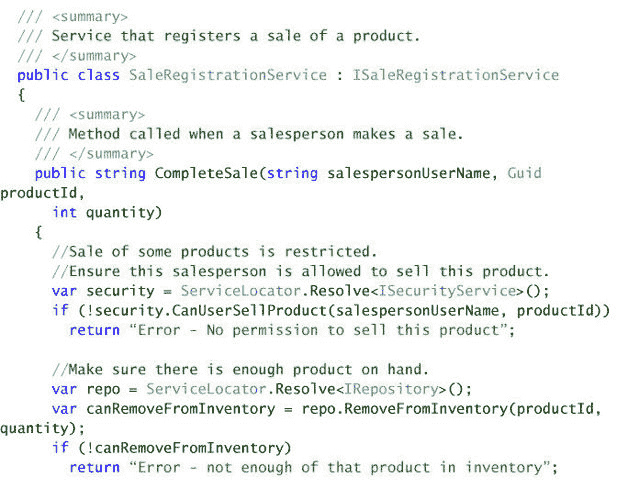 /// <summary>
/// Service that registers a sale of a product.
/// </summary>
public class SaleRegistrationService : ISaleRegistrationService
{
/// <summary>
/// Method called when a salesperson makes a sale.
/// </summary>
public string CompleteSale(string salespersonUserName, Guid
productId,
int quantity)
{
//Sale of some products is restricted.
//Ensure this salesperson is allowed to sell this product.
var security = ServiceLocator.Resolve<ISecurityService>();
if (!security.CanUserSellProduct(salespersonUserName, productId))
return “Error - No permission to sell this product”;
//Make sure there is enough product on hand.
var repo = ServiceLocator.Resolve<IRepository>();
var canRemoveFromInventory = repo.RemoveFromInventory(productId,
quantity);
if (!canRemoveFromInventory)
return “Error - not enough of that product in inventory”;